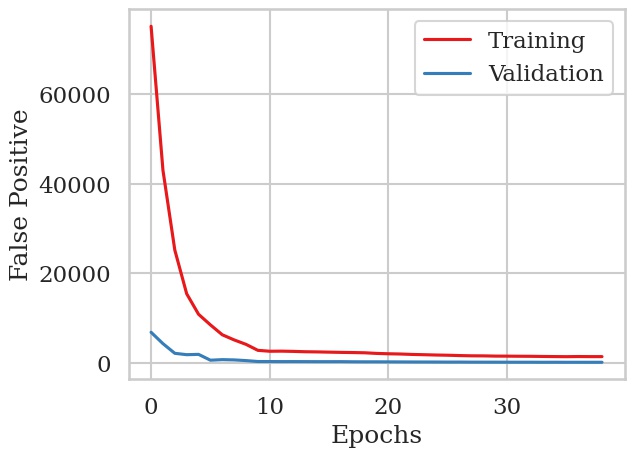 Training
Validation
60000
40000
20000
0
False Positive
0 10 20 30
Epochs